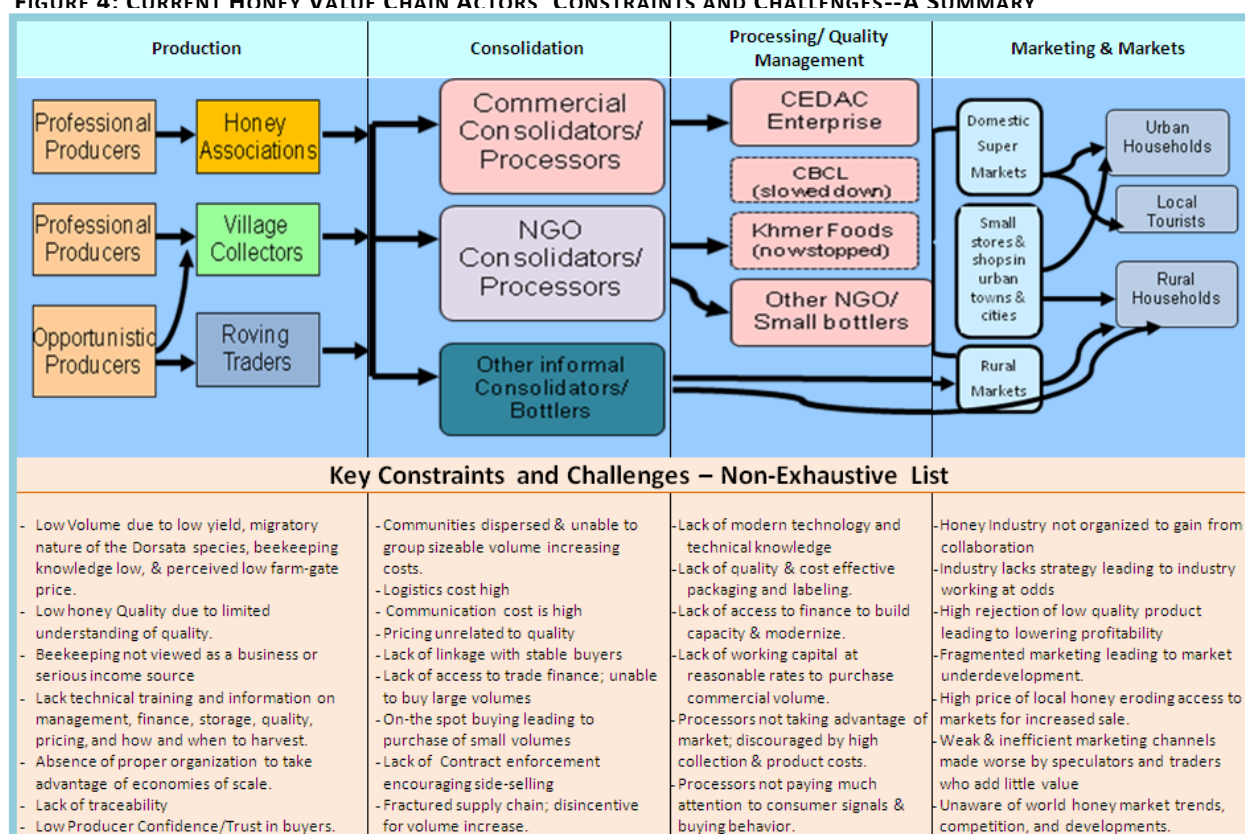 FIGURE 4: CURRENT HONEY VALUE CHAIN ACTORS, CONSTRAINTS AND CHALLENGES--A SUMMARY
Production
Consolidation
Processing/ Quality
Management
Marketing & Markets
Professional
Producers
Honey
Associations
Professional
Producers
Village
Collectors
Opportunistic
Producers
Roving
Traders
Commercial
Consolidators/
Processors
NGO
Consolidators/
Processors
Other informal
Consolidators/
Bottlers
CEDAC
Enterprise
CBCL
(slowed down)
Khmer Foods
(now stopped)
Other NGO/
Small bottlers
Domestic
Super
Markets
Small
stores &
shops in
urban
towns &
cities
Rural
Markets
Urban
Households
Local
Tourists
Rural
Households
Key Constraints and Challenges – Non-Exhaustive List
- Low Volume due to low yield, migratory
nature of the Dorsata species, beekeeping
knowledge low, & perceived low farm-gate
price.
- Low honey Quality due to limited
understanding of quality.
- Beekeeping not viewed as a business or
serious income source
- Lack technical training and information on
management, finance, storage, quality,
pricing, and how and when to harvest.
- Absence of proper organization to take
advantage of economies of scale.
- Lack of traceability
- Low Producer Confidence/Trust in buyers.
- Communities dispersed & unable to
group sizeable volume increasing
costs.
- Logistics cost high
- Communication cost is high
- Pricing unrelated to quality
- Lack of linkage with stable buyers
- Lack of access to trade finance; unable
to buy large volumes
- On-the spot buying leading to
purchase of small volumes
- Lack of Contract enforcement
encouraging side-selling
- Fractured supply chain; disincentive
for volume increase.
- Lack of modern technology and
technical knowledge
- Lack of quality & cost effective
packaging and labeling.
- Lack of access to finance to build
capacity & modernize.
- Lack of working capital at
reasonable rates to purchase
commercial volume.
- Processors not taking advantage of
market; discouraged by high
collection & product costs.
- Processors not paying much
attention to consumer signals &
buying behavior.
- Honey Industry not organized to gain from
collaboration
- Industry lacks strategy leading to industry
working at odds
- High rejection of low quality product
leading to lowering profitability
- Fragmented marketing leading to market
underdevelopment.
- High price of local honey eroding access to
markets for increased sale.
- Weak & inefficient marketing channels
made worse by speculators and traders
who add little value
- Unaware of world honey market trends,
competition, and developments.